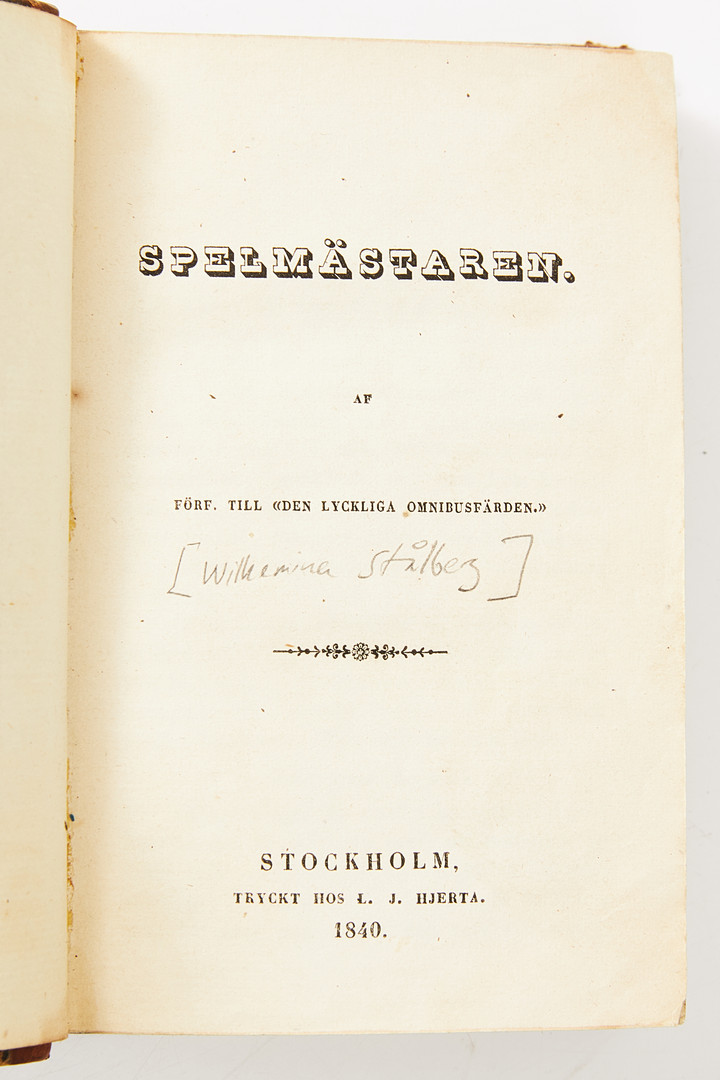 SPELMÄSTAREN.
AF
FÖRF. TILL «DEN LYCKLIGA OMNIBUSFÄRDEN.»
[Wilhemina Stålberg]
STOCKHOLM,
TRYCKT HOS L. J. HJERTA.
1840.